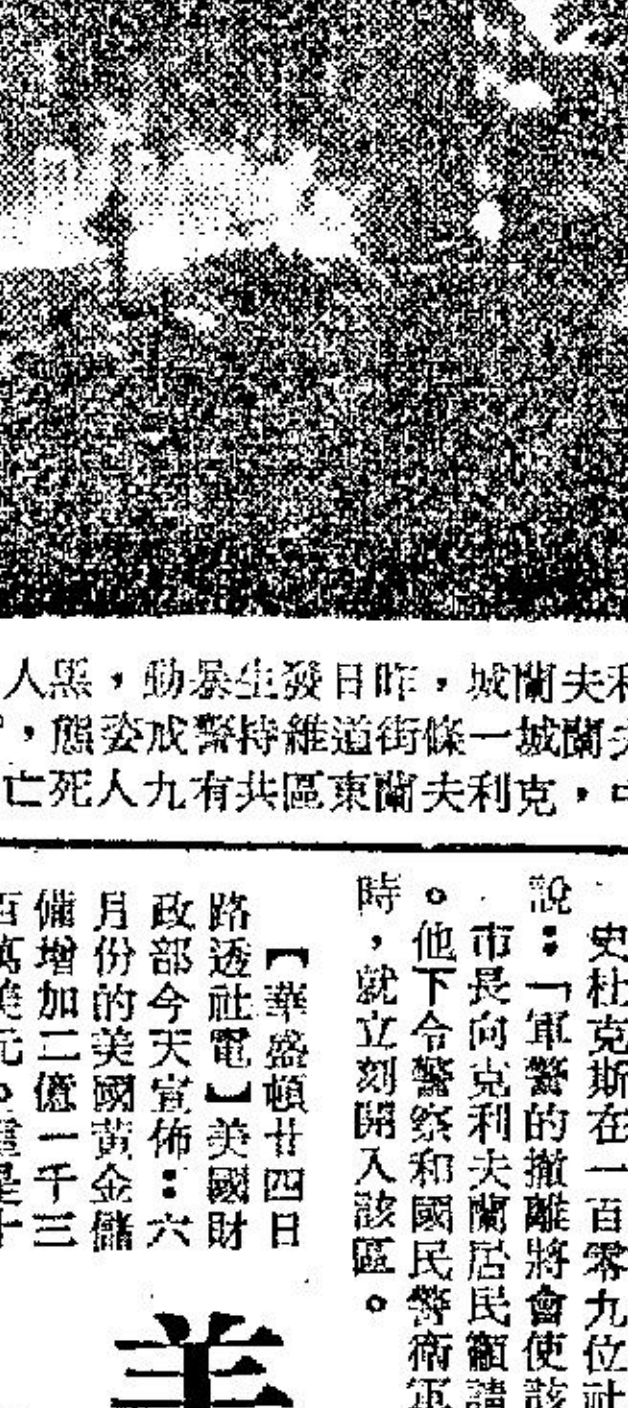 利夫蘭城，昨日發生暴動，黑人
夫蘭城一條街道維持警戒姿態，
，克利夫蘭東區共有九人死亡
史杜克斯在一百零九位社
說：「軍警的撤離將會使該
市長向克利夫蘭居民籲請
。他下令警察和國民警衛軍
時，就立刻開入該區。
【華盛頓廿四日
路透社電】美國財
政部今天宣佈：六
月份的美國黃金儲
備增加二億一千三
百萬美元。這是十